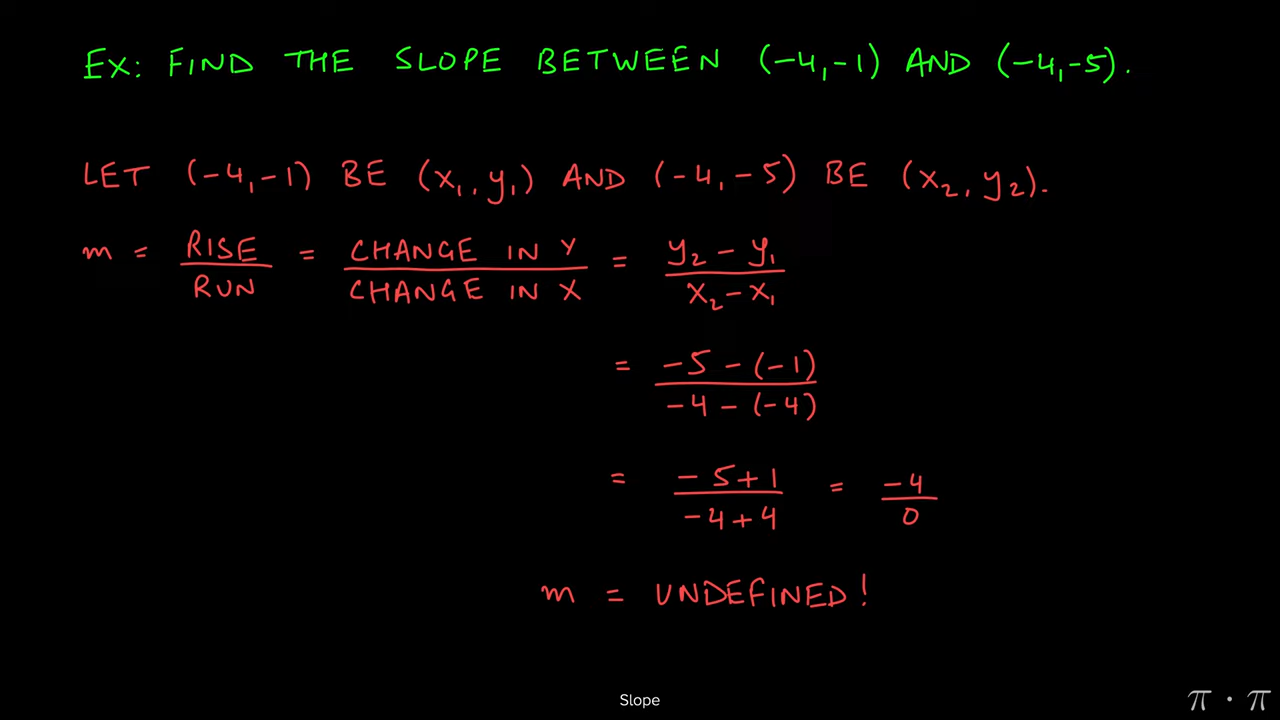 EX: FIND THE SLOPE BETWEEN (-4,-1) AND (-4,-5).
LET (-4,-1) BE (x₁,y₁) AND (-4,-5) BE (x₂,y₂).
m = RISE/RUN = CHANGE IN Y/CHANGE IN X = y₂-y₁/x₂-x₁
= -5-(-1)/-4-(-4)
= -5+1/-4+4 = -4/0
m = UNDEFINED!
Slope
π · π